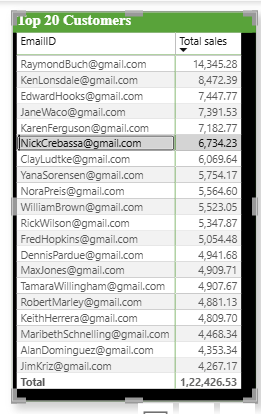 Top 20 Customers
EmailID Total sales
RaymondBuch@gmail.com 14,345.28
KenLonsdale@gmail.com 8,472.39
EdwardHooks@gmail.com 7,447.77
JaneWaco@gmail.com 7,391.53
KarenFerguson@gmail.com 7,182.77
NickCrebassa@gmail.com 6,734.23
ClayLudtke@gmail.com 6,069.64
YanaSorensen@gmail.com 5,754.17
NoraPreis@gmail.com 5,564.60
WilliamBrown@gmail.com 5,523.05
RickWilson@gmail.com 5,347.87
FredHopkins@gmail.com 5,054.48
DennisPardue@gmail.com 4,941.68
MaxJones@gmail.com 4,909.71
TamaraWillingham@gmail.com 4,907.67
RobertMarley@gmail.com 4,881.13
KeithHerrera@gmail.com 4,809.70
MaribethSchnelling@gmail.com 4,468.34
AlanDominguez@gmail.com 4,353.34
JimKriz@gmail.com 4,267.17
Total 1,22,426.53